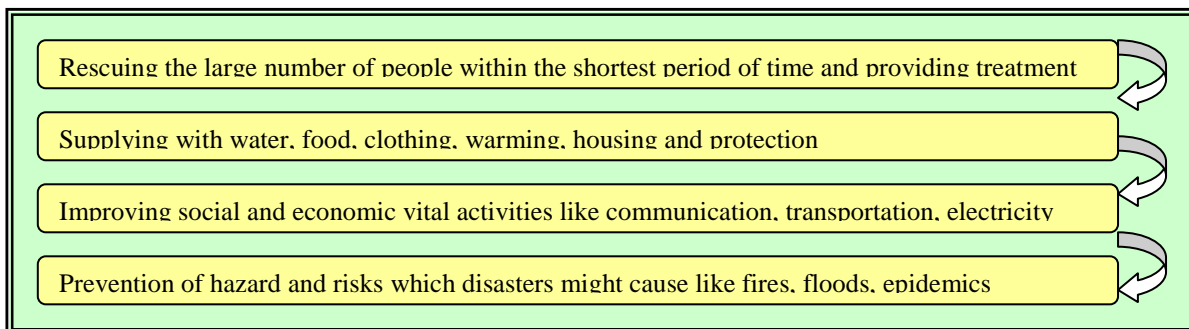 Rescuing the large number of people within the shortest period of time and providing treatment
Supplying with water, food, clothing, warming, housing and protection
Improving social and economic vital activities like communication, transportation, electricity
Prevention of hazard and risks which disasters might cause like fires, floods, epidemics